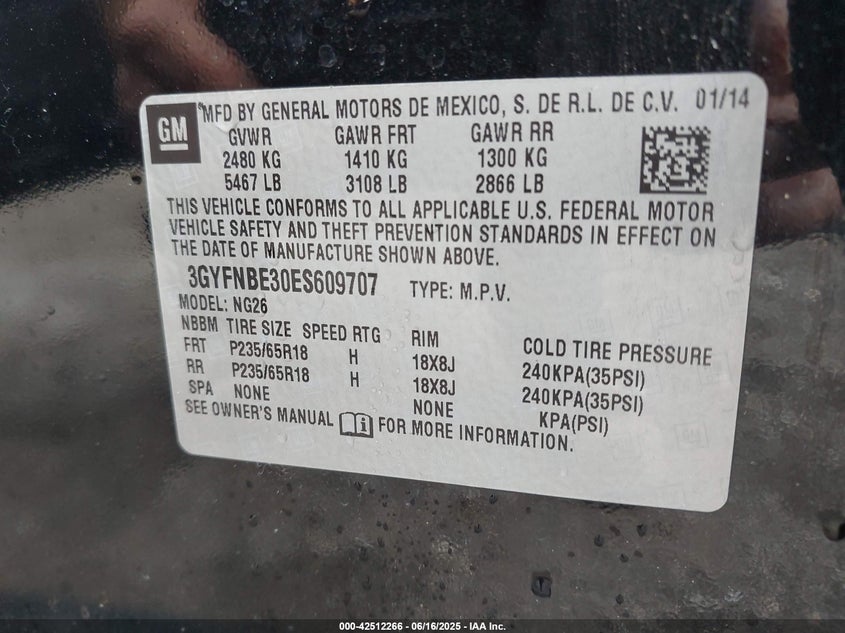 GM MFD BY GENERAL MOTORS DE MEXICO, S. DE R.L. DE C.V. 01/14
GVWR GAWR FRT GAWR RR
2480 KG 1410 KG 1300 KG
5467 LB 3108 LB 2866 LB
THIS VEHICLE CONFORMS TO ALL APPLICABLE U.S. FEDERAL MOTOR
VEHICLE SAFETY AND THEFT PREVENTION STANDARDS IN EFFECT ON
THE DATE OF MANUFACTURE SHOWN ABOVE.
3GYFNBE30ES609707 TYPE: M.P.V.
MODEL: NG26
NBBM TIRE SIZE SPEED RTG RIM COLD TIRE PRESSURE
FRT P235/65R18 H 18X8J 240KPA(35PSI)
RR P235/65R18 H 18X8J 240KPA(35PSI)
SPA NONE NONE KPA(PSI)
SEE OWNER'S MANUAL FOR MORE INFORMATION.
000-42512266 - 06/16/2025 - IAA Inc.